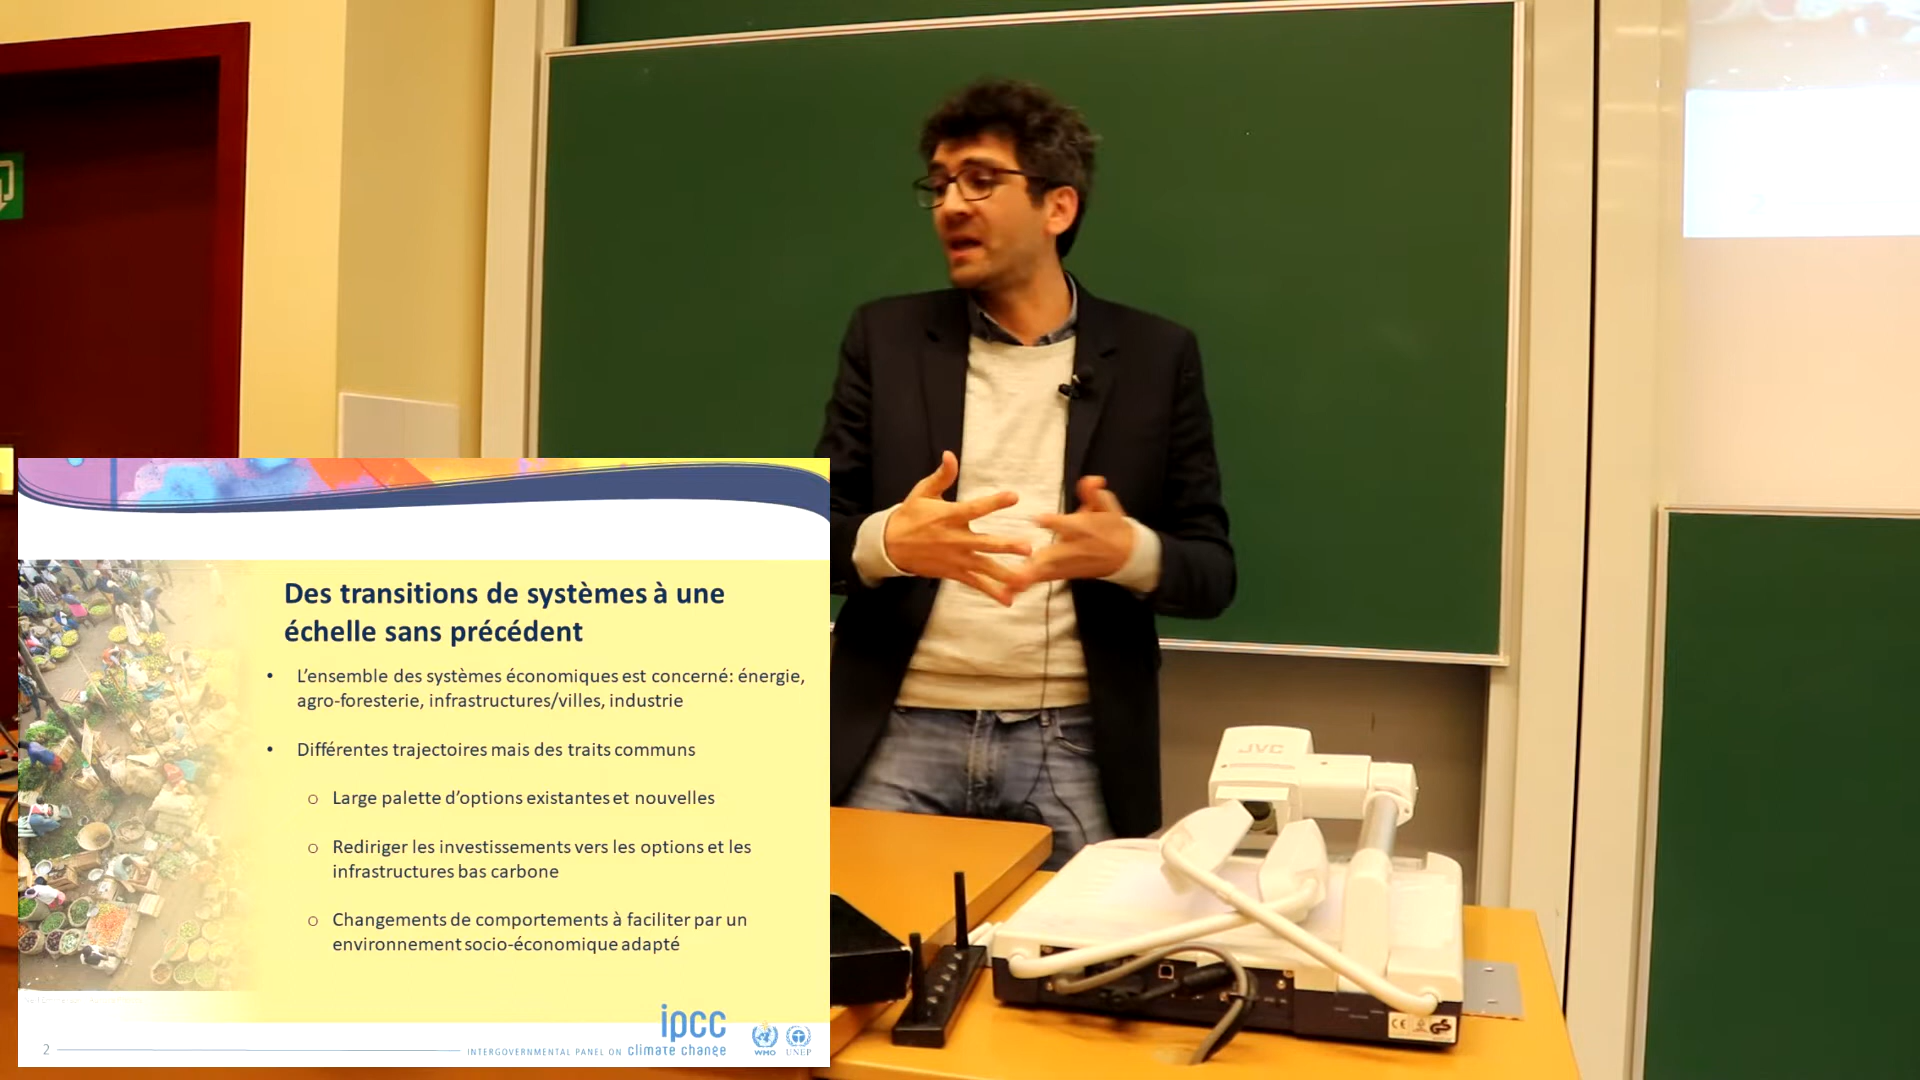 Des transitions de systèmes à une
échelle sans précédent
• L’ensemble des systèmes économiques est concerné: énergie,
agro-foresterie, infrastructures/villes, industrie
• Différentes trajectoires mais des traits communs
o Large palette d’options existantes et nouvelles
o Rediriger les investissements vers les options et les
infrastructures bas carbone
o Changements de comportements à faciliter par un
environnement socio-économique adapté
2
INTERGOVERNMENTAL PANEL ON climate change
ipcc
WMO
UNEP
JVC
CE
GS